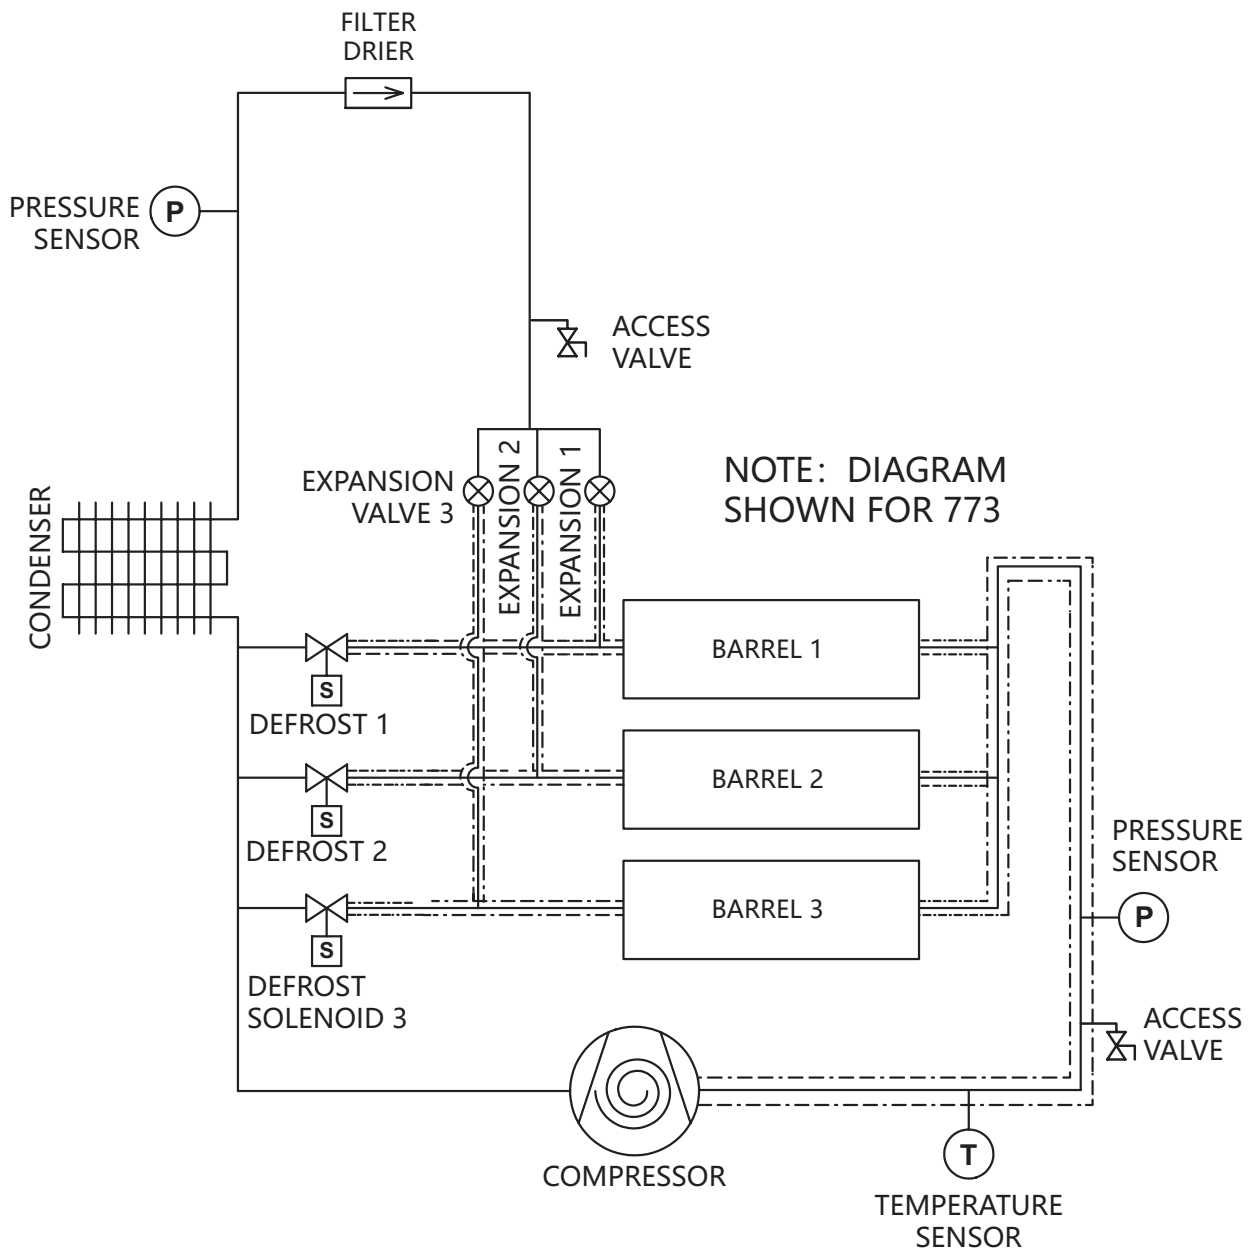 FILTER
DRIER
PRESSURE
SENSOR
P
ACCESS
VALVE
EXPANSION
VALVE 3
EXPANSION 2
EXPANSION 1
NOTE: DIAGRAM
SHOWN FOR 773
CONDENSER
BARREL 1
S
DEFROST 1
BARREL 2
S
DEFROST 2
PRESSURE
SENSOR
P
BARREL 3
S
DEFROST
SOLENOID 3
ACCESS
VALVE
COMPRESSOR
T
TEMPERATURE
SENSOR